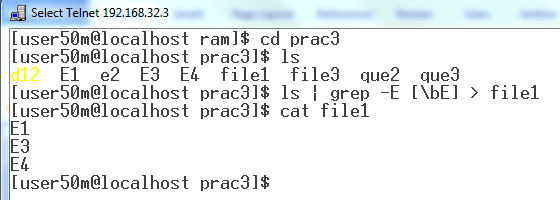 Select Telnet 192.168.32.3
[user50m@localhost ram]$ cd prac3
[user50m@localhost prac3]$ ls
d12 E1 e2 E3 E4 file1 file3 que2 que3
[user50m@localhost prac3]$ ls | grep -E [\bE] > file1
[user50m@localhost prac3]$ cat file1
E1
E3
E4
[user50m@localhost prac3]$